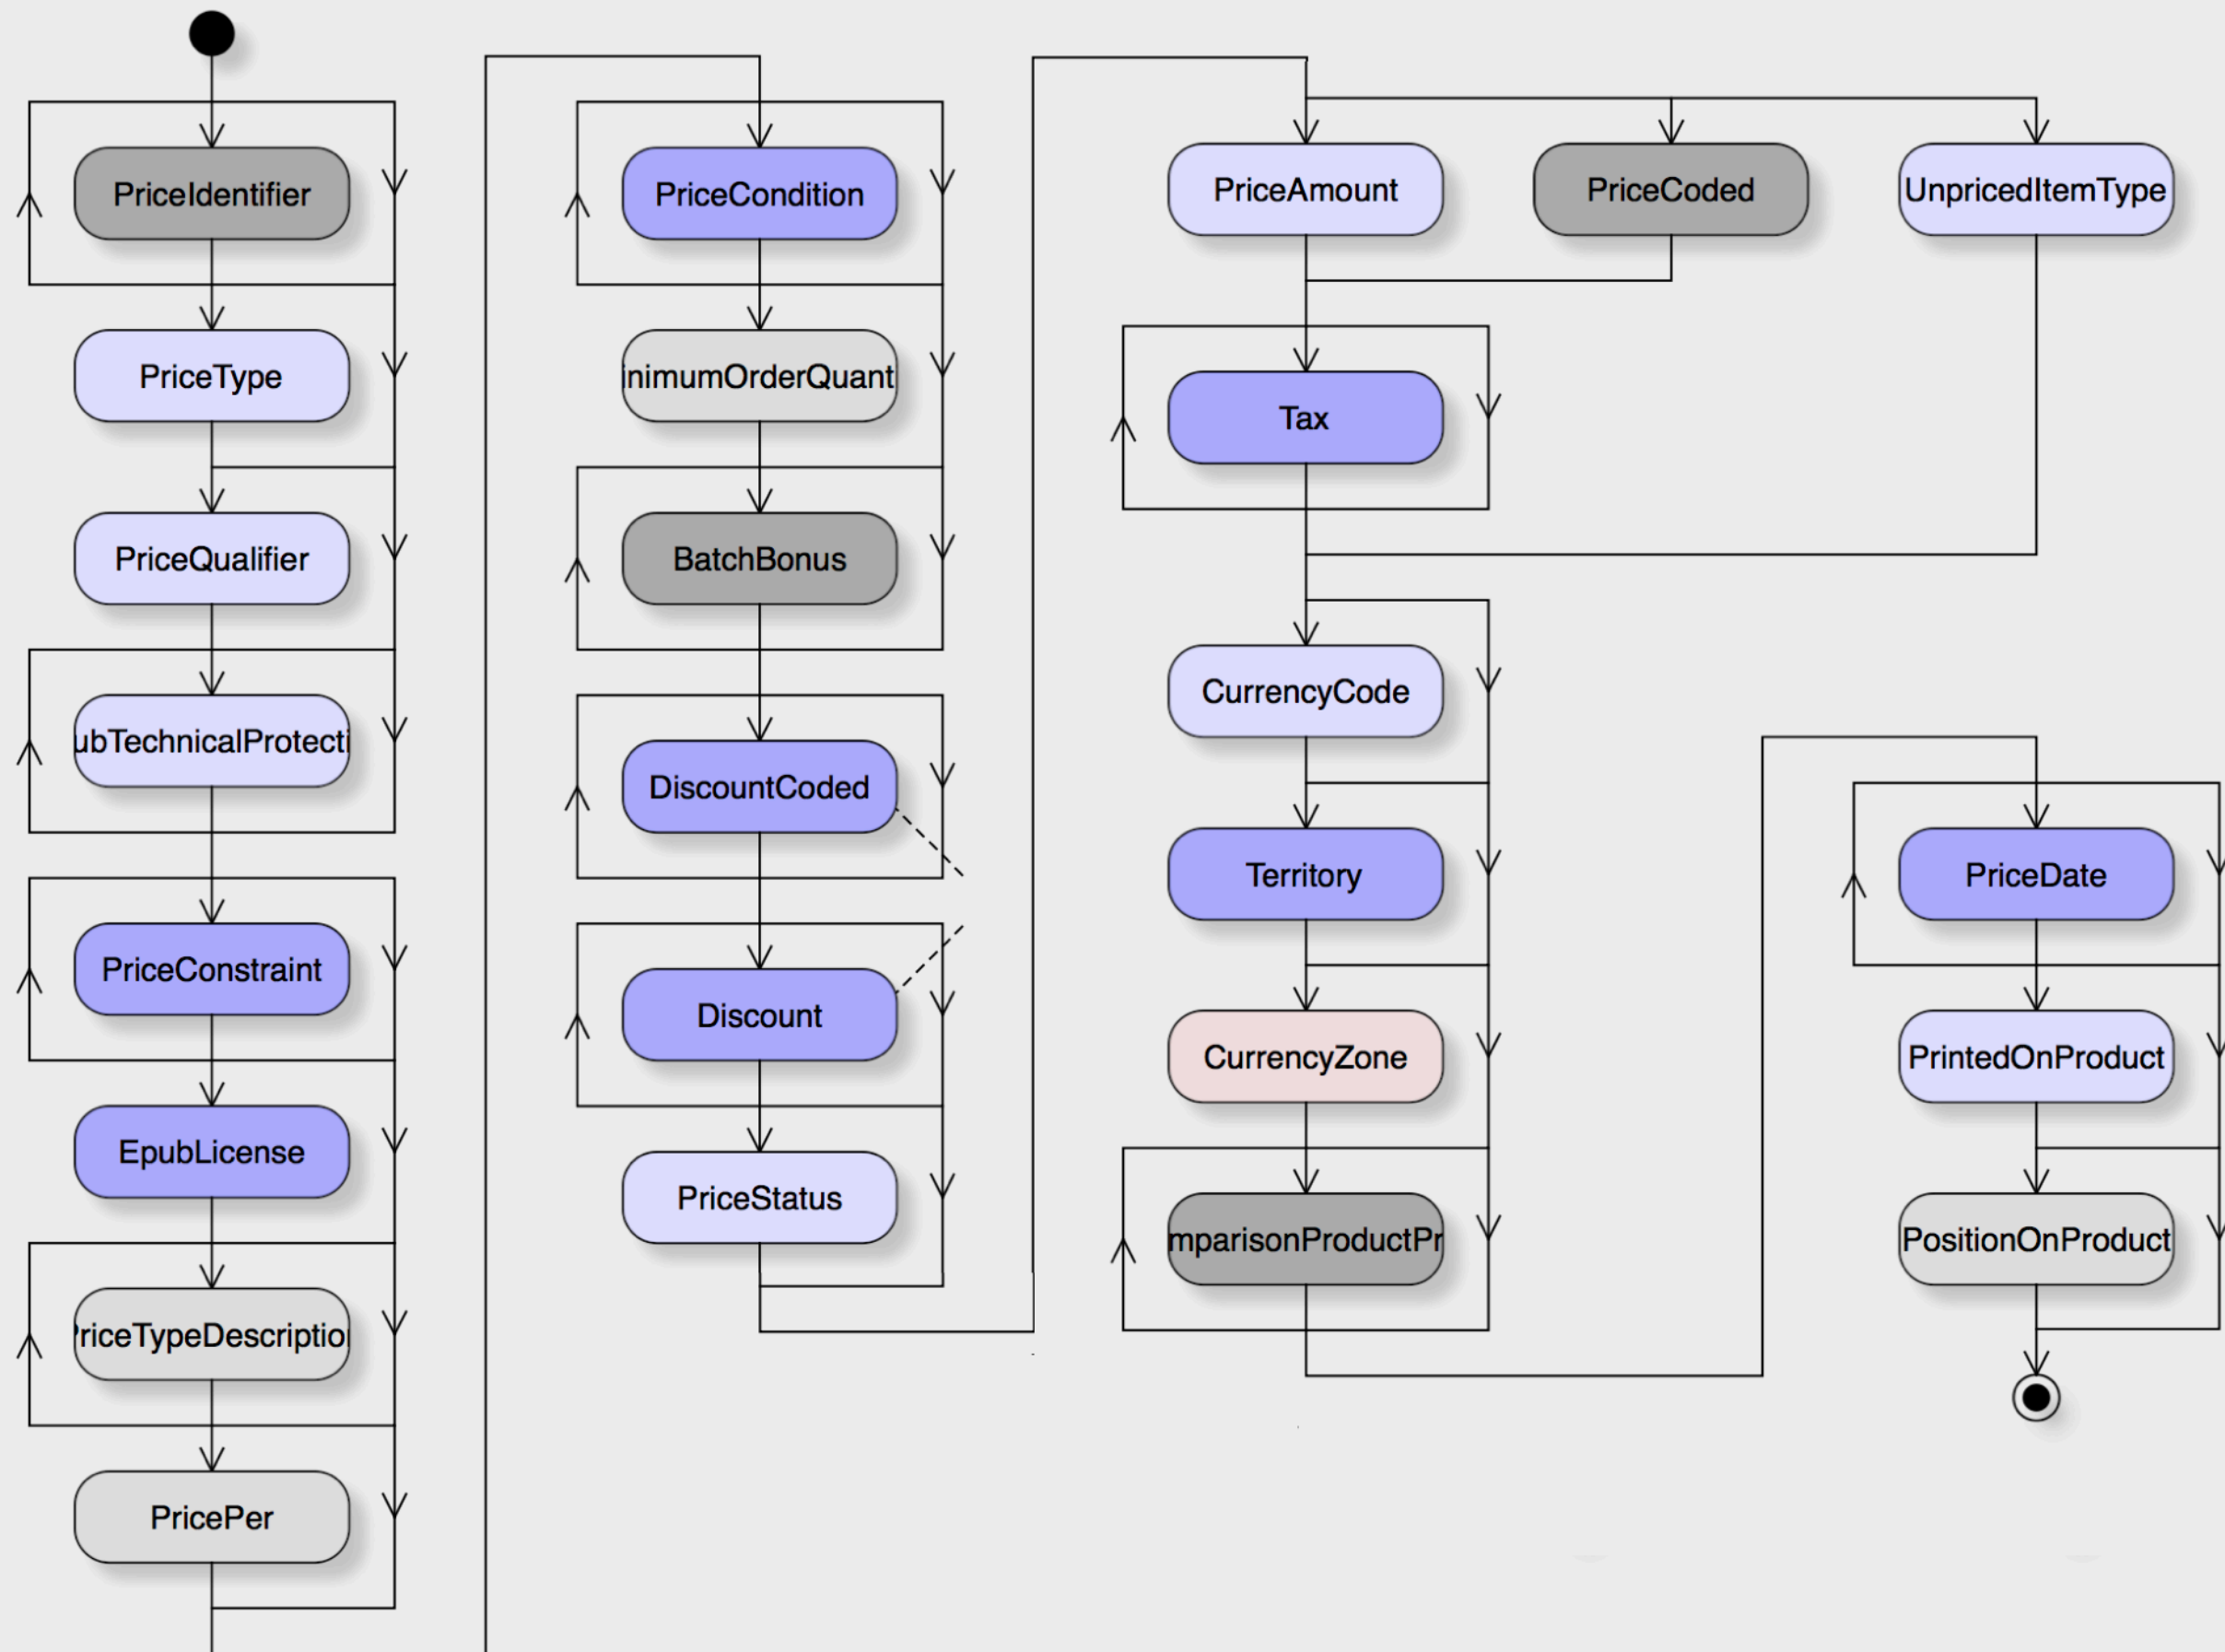 PriceIdentifier
PriceType
PriceQualifier
ubTechnicalProtecti
PriceConstraint
EpubLicense
PriceTypeDescription
PricePer
PriceCondition
inimumOrderQuant
BatchBonus
DiscountCoded
Discount
PriceStatus
PriceAmount
PriceCoded
UnpricedItemType
Tax
CurrencyCode
Territory
CurrencyZone
mparisonProductPr
PriceDate
PrintedOnProduct
PositionOnProduct